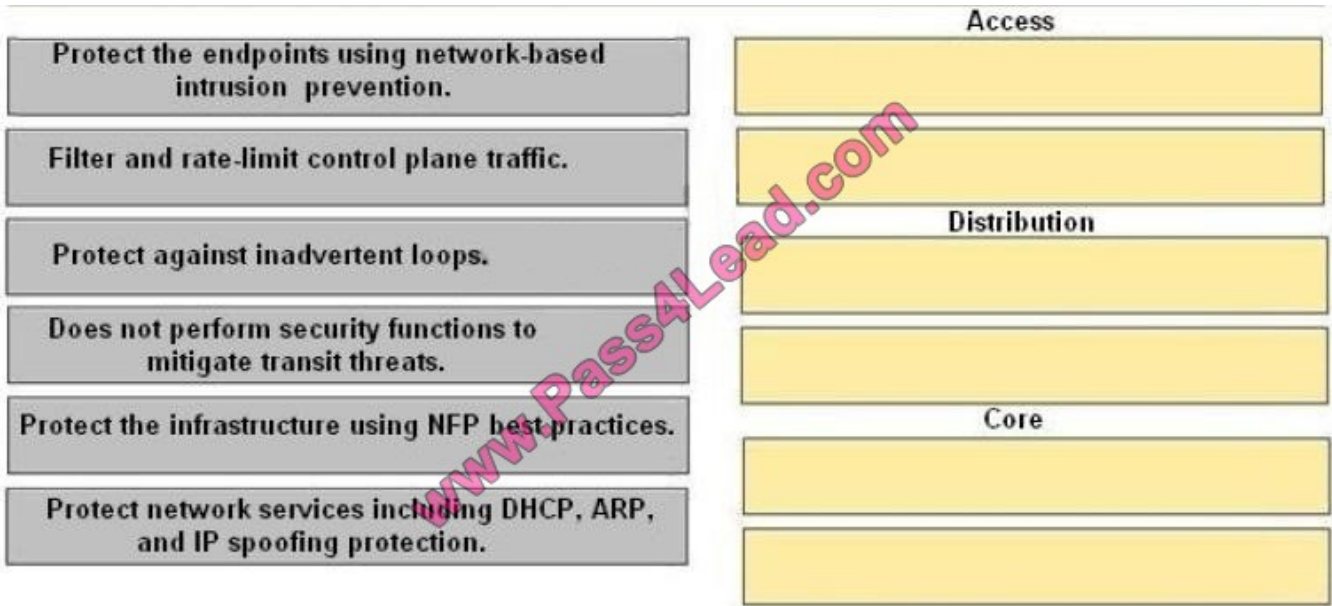 Protect the endpoints using network-based
intrusion prevention.
Filter and rate-limit control plane traffic.
Protect against inadvertent loops.
Does not perform security functions to
mitigate transit threats.
Protect the infrastructure using NFP best practices.
Protect network services including DHCP, ARP,
and IP spoofing protection.
Access
Distribution
Core
www.Pass4Lead.com